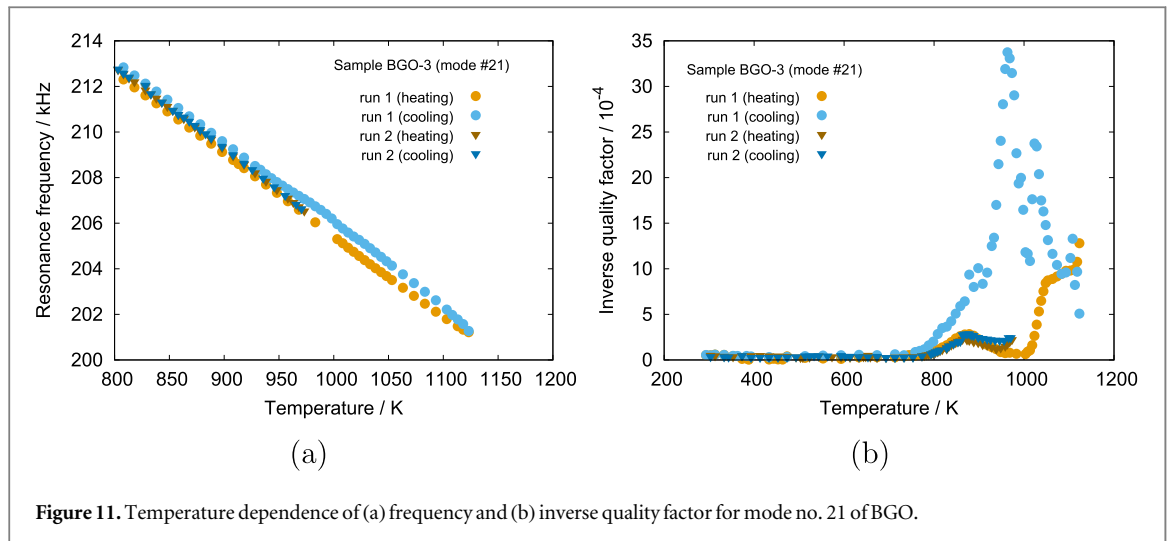 214
212
210
208
206
204
202
200
Resonance frequency / kHz
Sample BGO-3 (mode #21)
run 1 (heating)
run 1 (cooling)
run 2 (heating)
run 2 (cooling)
800 850 900 950 1000 1050 1100 1150 1200
Temperature / K
(a)
35
30
25
20
15
10
5
0
Inverse quality factor / 10-4
Sample BGO-3 (mode #21)
run 1 (heating)
run 1 (cooling)
run 2 (heating)
run 2 (cooling)
200 400 600 800 1000 1200
Temperature / K
(b)
Figure 11. Temperature dependence of (a) frequency and (b) inverse quality factor for mode no. 21 of BGO.